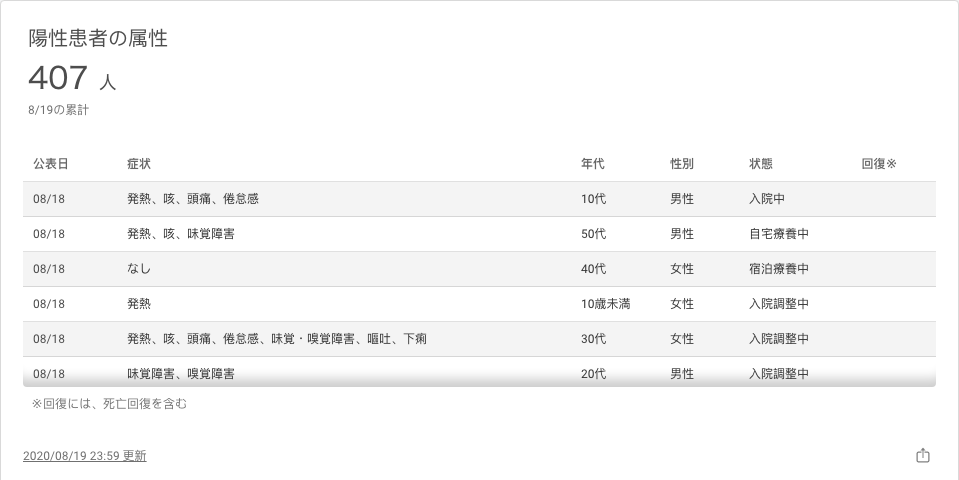 陽性患者の属性
407 人
8/19の累計
公表日 症状 年代 性別 状態 回復※
08/18 発熱、咳、頭痛、倦怠感 10代 男性 入院中
08/18 発熱、咳、味覚障害 50代 男性 自宅療養中
08/18 なし 40代 女性 宿泊療養中
08/18 発熱 10歳未満 女性 入院調整中
08/18 発熱、咳、頭痛、倦怠感、味覚・嗅覚障害、嘔吐、下痢 30代 女性 入院調整中
08/18 味覚障害、嗅覚障害 20代 男性 入院調整中
※回復には、死亡回復を含む
2020/08/19 23:59 更新